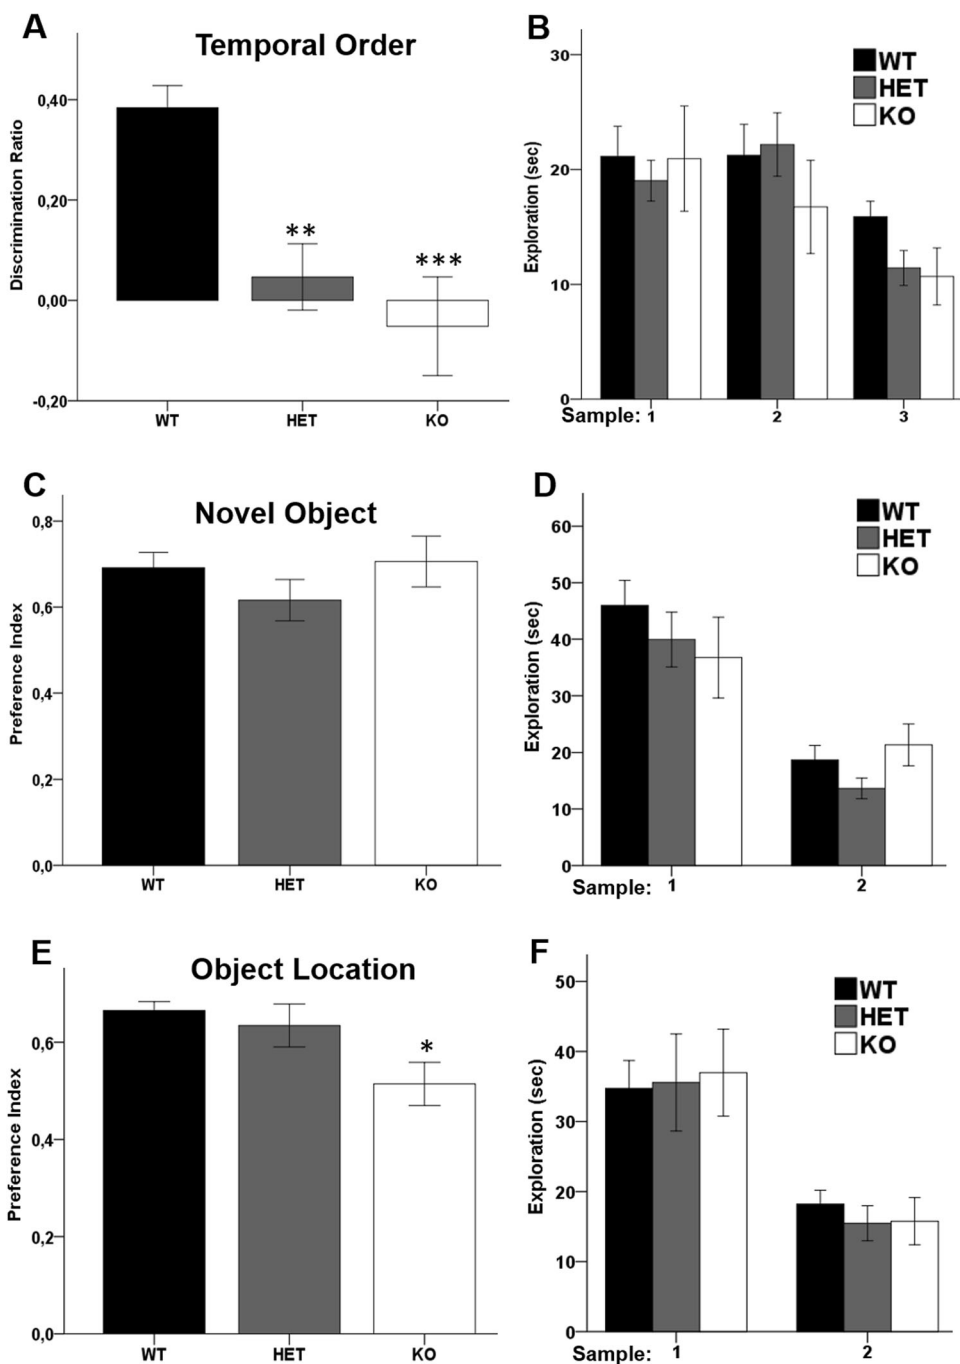 A
Temporal Order
Discrimination Ratio
0,40
0,20
0,00
-0,20
**
***
WT HET KO
B
Exploration (sec)
30
20
10
0
WT
HET
KO
Sample: 1 2 3
C
Novel Object
Preference Index
0,8
0,6
0,4
0,2
0,0
WT HET KO
D
Exploration (sec)
60
50
40
30
20
10
0
WT
HET
KO
Sample: 1 2
E
Object Location
Preference Index
0,6
0,4
0,2
0,0
*
WT HET KO
F
Exploration (sec)
50
40
30
20
10
0
WT
HET
KO
Sample: 1 2